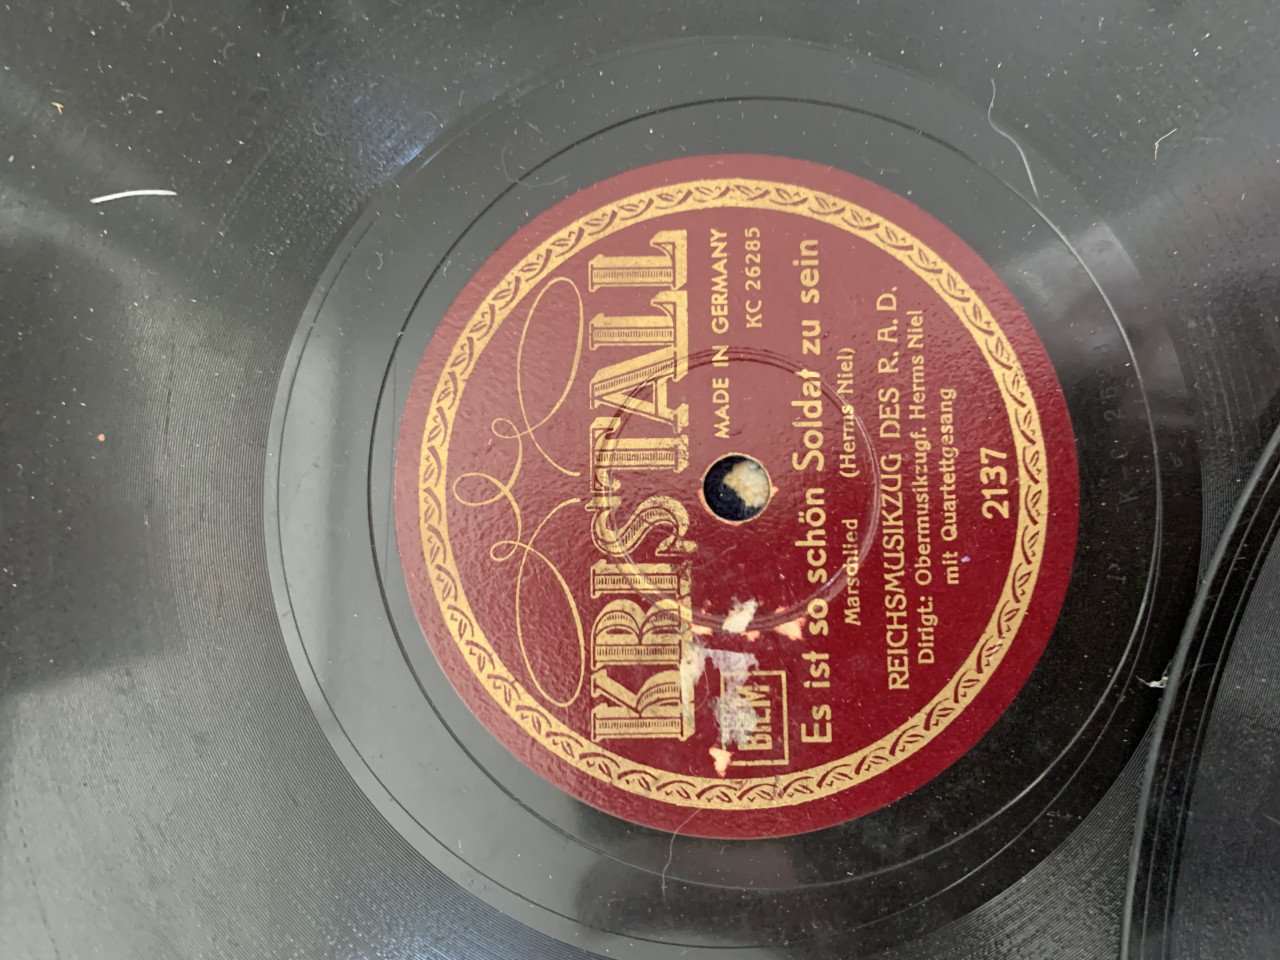 KRISTALL
MADE IN GERMANY
BIEM KC 26285
Es ist so schön Soldat zu sein
Marschlied (Herms Niel)
REICHSMUSIKZUG DES R. A. D.
Dirigt.: Obermusikzugf. Herms Niel
mit Quartettgesang
2137